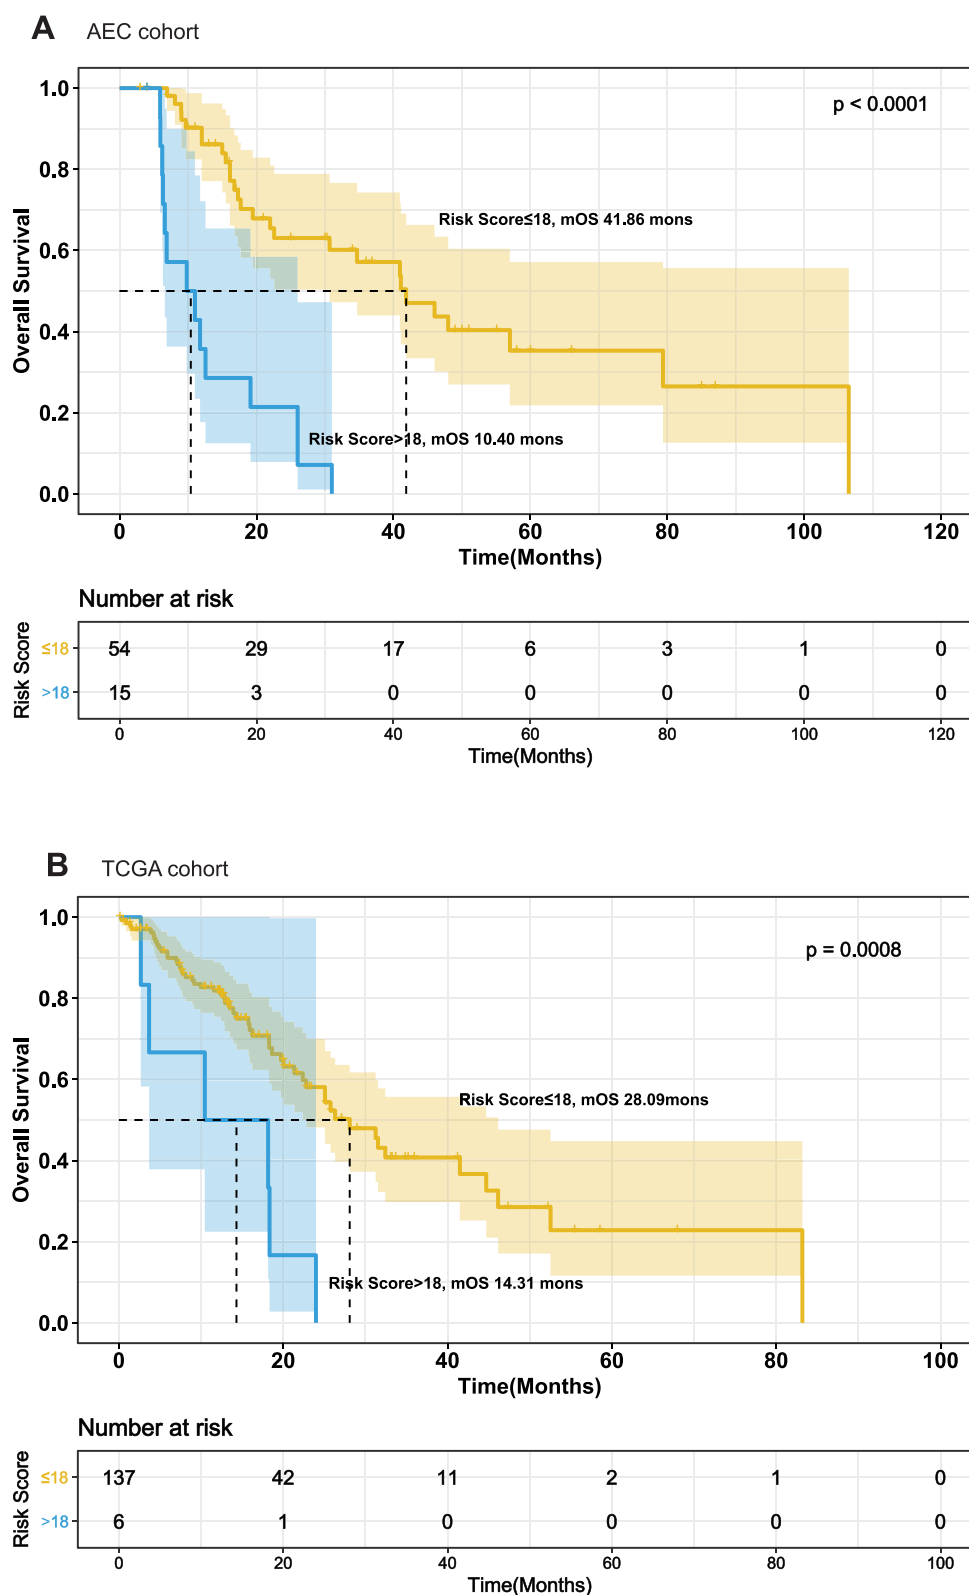 A AEC cohort
1.0
p < 0.0001
0.8
Risk Score≤18, mOS 41.86 mons
0.6
0.4
0.2
Risk Score>18, mOS 10.40 mons
0.0
Overall Survival
0 20 40 60 80 100 120
Time(Months)
Number at risk
Risk Score
≤18 54 29 17 6 3 1 0
>18 15 3 0 0 0 0 0
0 20 40 60 80 100 120
Time(Months)
B TCGA cohort
1.0
p = 0.0008
0.8
0.6
Risk Score≤18, mOS 28.09mons
0.4
0.2
Risk Score>18, mOS 14.31 mons
0.0
Overall Survival
0 20 40 60 80 100
Time(Months)
Number at risk
Risk Score
≤18 137 42 11 2 1 0
>18 6 1 0 0 0 0
0 20 40 60 80 100
Time(Months)